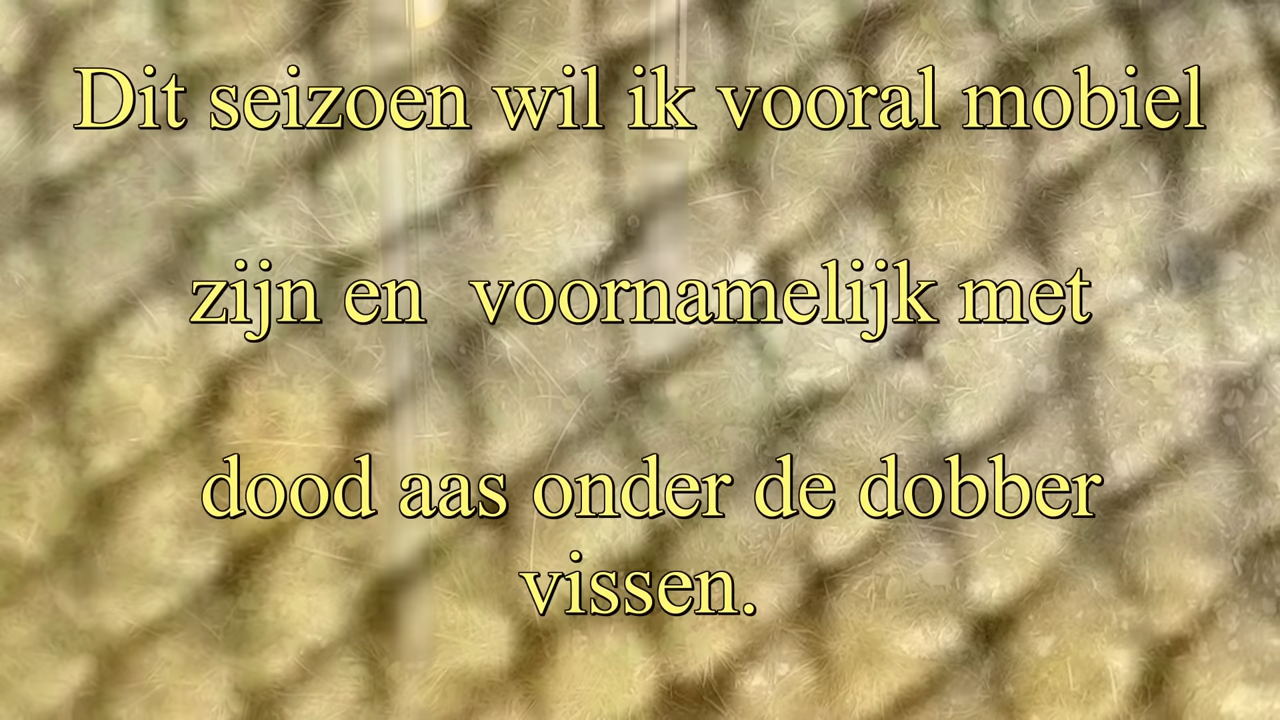 Dit seizoen wil ik vooral mobiel
zijn en  voornamelijk met
dood aas onder de dobber
vissen.